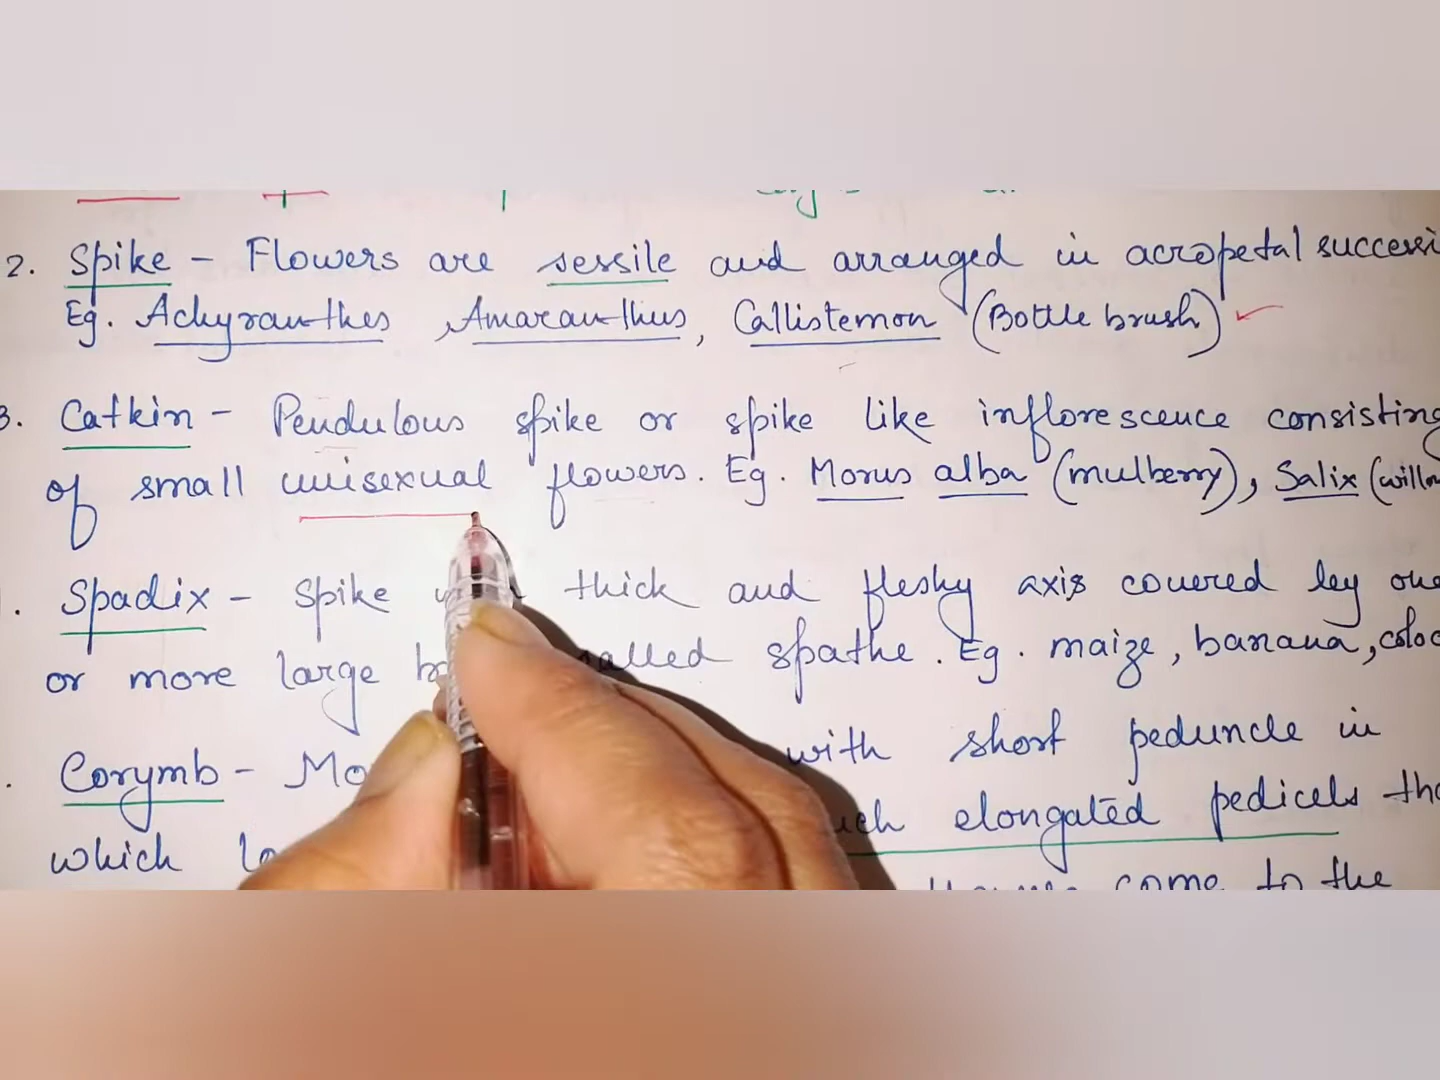 2. Spike - Flowers are sessile and arranged in acropetal successi
Eg. Achyranthes, Amaranthus, Callistemon (Bottle brush)
3. Catkin - Pendulous spike or spike like inflorescence consisting
of small unisexual flowers. Eg. Morus alba (mulberry), Salix (willow
Spadix - Spike thick and fleshy axis covered by one
or more large called spathe. Eg. maize, banana, coloc
Corymb - with short peduncle in
which elongated pedicels
come to the